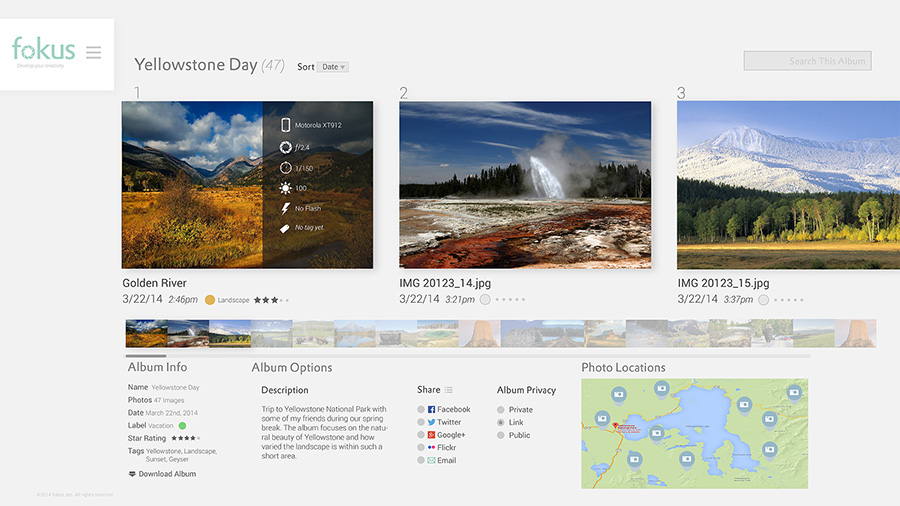 fokus
Develop your creativity
Yellowstone Day (47)
Sort Date
Search This Album
1
2
3
Motorola XT912
ƒ/2.4
1/150
100
No Flash
No tag yet.
Golden River
3/22/14 2:46pm Landscape
IMG 20123_14.jpg
3/22/14 3:21pm
IMG 20123_15.jpg
3/22/14 3:37pm
Album Info
Name Yellowstone Day
Photos 47 Images
Date March 22nd, 2014
Label Vacation
Star Rating
Tags Yellowstone, Landscape,
Sunset, Geyser
Download Album
Album Options
Description
Trip to Yellowstone National Park with
some of my friends during our spring
break. The album focuses on the natu-
ral beauty of Yellowstone and how
varied the landscape is within such a
short area.
Share
Facebook
Twitter
Google+
Flickr
Email
Album Privacy
Private
Link
Public
Photo Locations
©2014 fokus, Inc. All rights reserved.